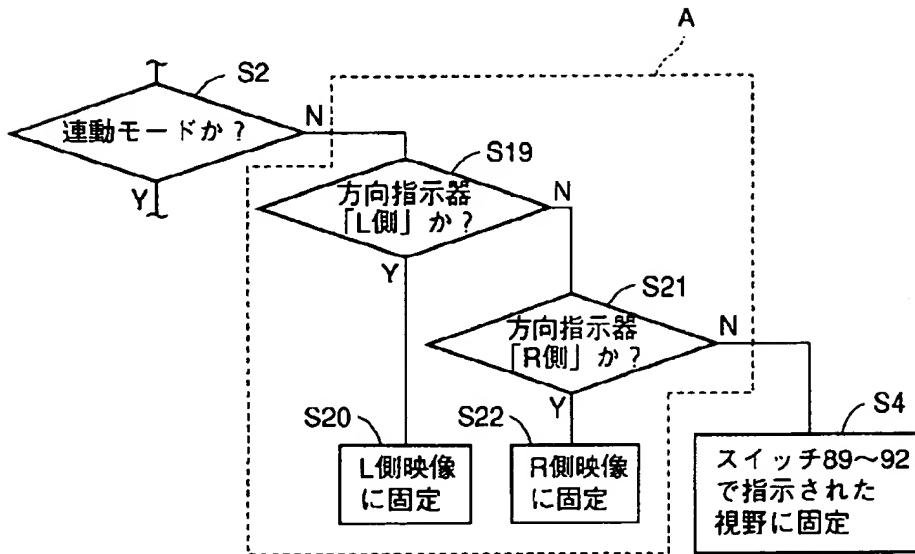 A
S2
連動モードか？
N
Y
S19
方向指示器
「L側」か？
N
Y
S21
方向指示器
「R側」か？
N
Y
S20
L側映像
に固定
S22
R側映像
に固定
S4
スイッチ89〜92
で指示された
視野に固定